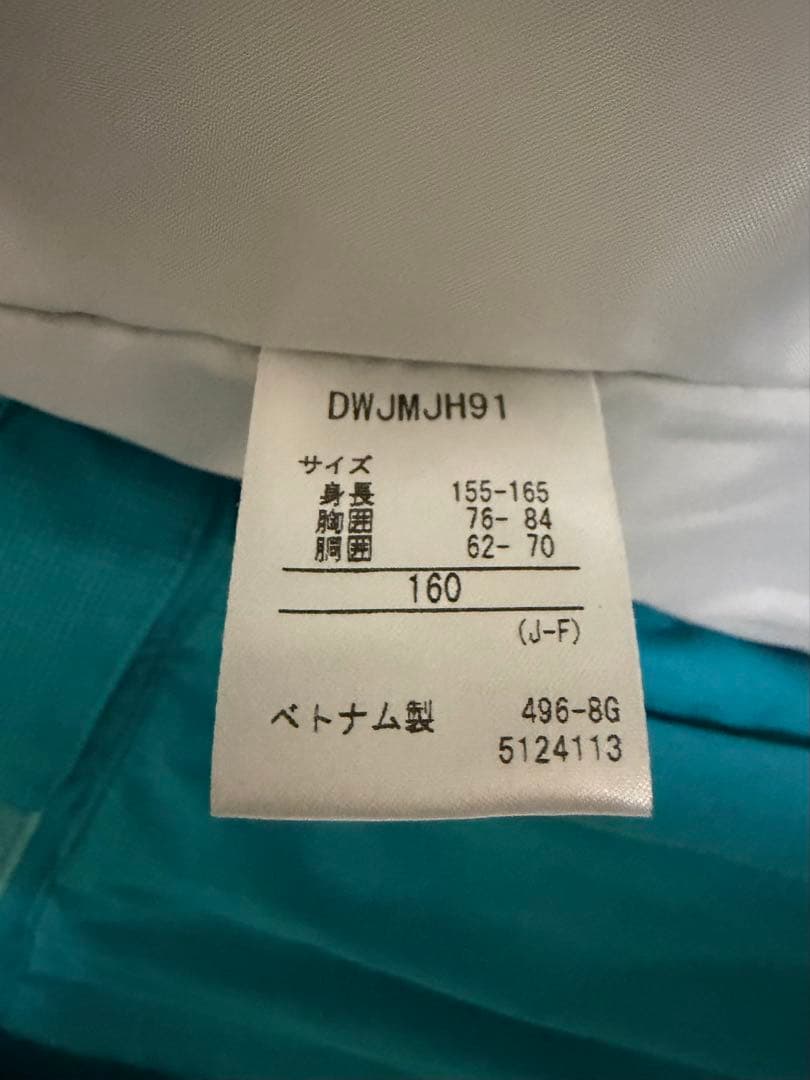 DWJMJH91
サイズ
身長 155-165
胸囲 76- 84
胴囲 62- 70
160
(J-F)
ベトナム製 496-8G
5124113